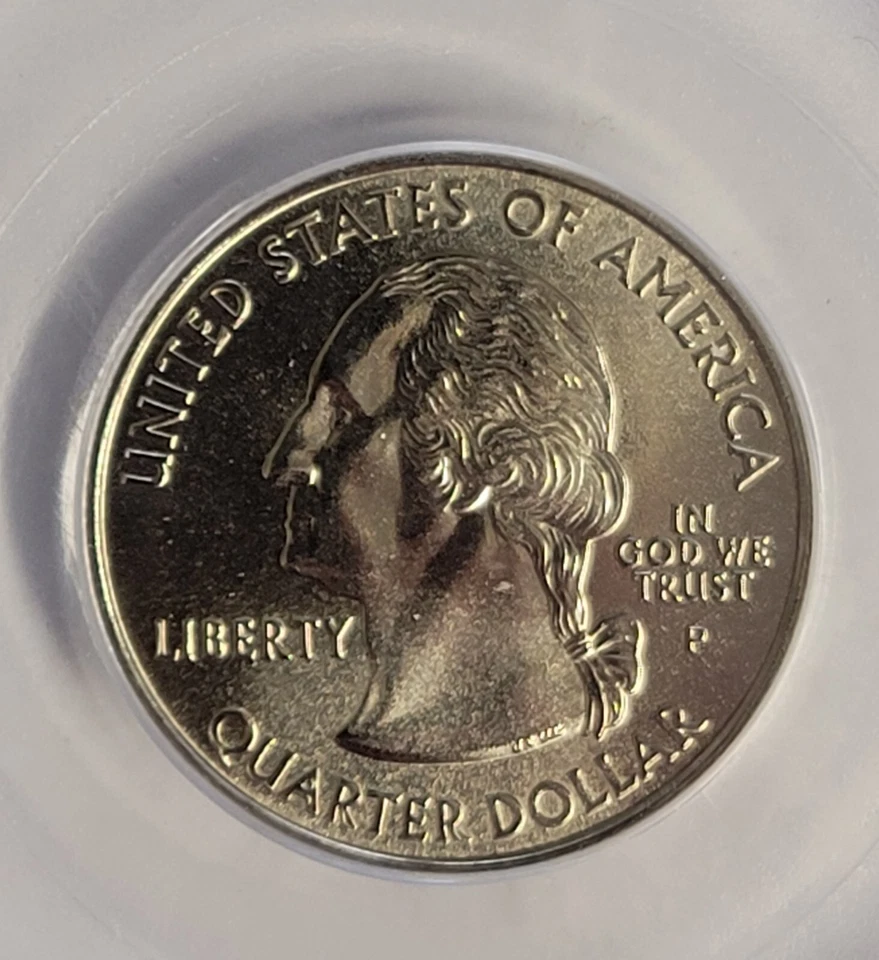 UNITED STATES OF AMERICA
IN
GOD WE
TRUST
LIBERTY
P
QUARTER DOLLAR